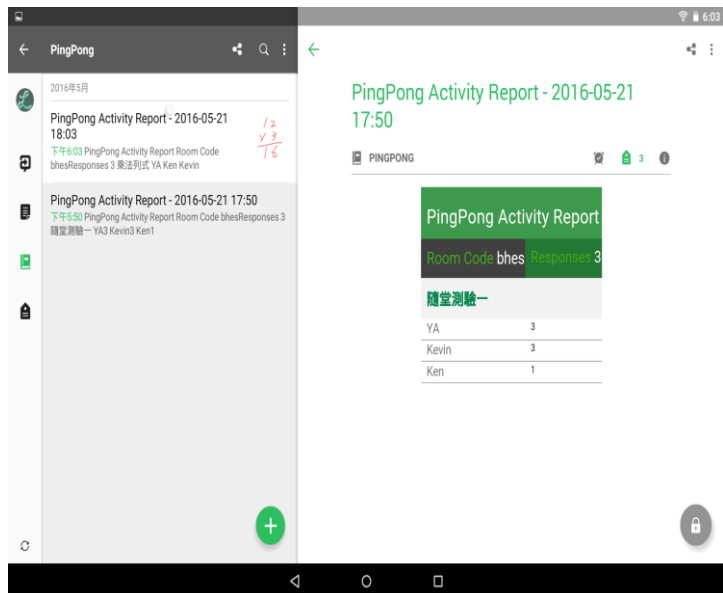 6:03
PingPong
2016年5月
PingPong Activity Report - 2016-05-21
18:03
下午6:03 PingPong Activity Report Room Code
bhesResponses 3 乘法列式 YA Ken Kevin
12
x 3
16
PingPong Activity Report - 2016-05-21 17:50
下午5:50 PingPong Activity Report Room Code bhesResponses 3
隨堂測驗一 YA3 Kevin3 Ken1
PingPong Activity Report - 2016-05-21
17:50
PINGPONG
3
PingPong Activity Report
Room Code bhes Responses 3
隨堂測驗一
YA 3
Kevin 3
Ken 1